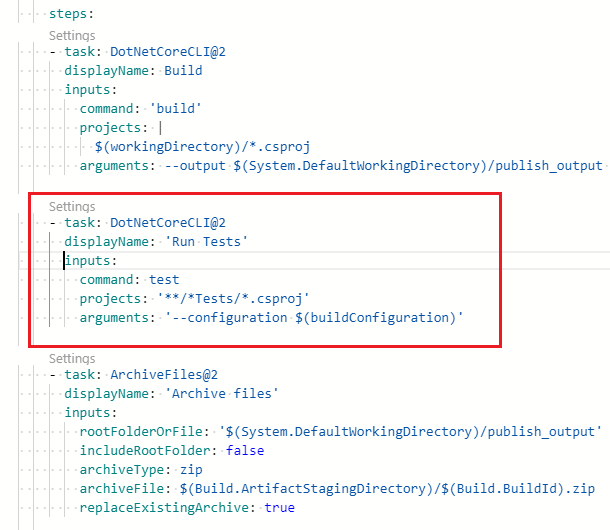 steps:
Settings
- task: DotNetCoreCLI@2
displayName: Build
inputs:
command: 'build'
projects: |
$(workingDirectory)/*.csproj
arguments: --output $(System.DefaultWorkingDirectory)/publish_output
Settings
- task: DotNetCoreCLI@2
displayName: 'Run Tests'
inputs:
command: test
projects: '**/*Tests/*.csproj'
arguments: '--configuration $(buildConfiguration)'
Settings
- task: ArchiveFiles@2
displayName: 'Archive files'
inputs:
rootFolderOrFile: '$(System.DefaultWorkingDirectory)/publish_output'
includeRootFolder: false
archiveType: zip
archiveFile: $(Build.ArtifactStagingDirectory)/$(Build.BuildId).zip
replaceExistingArchive: true